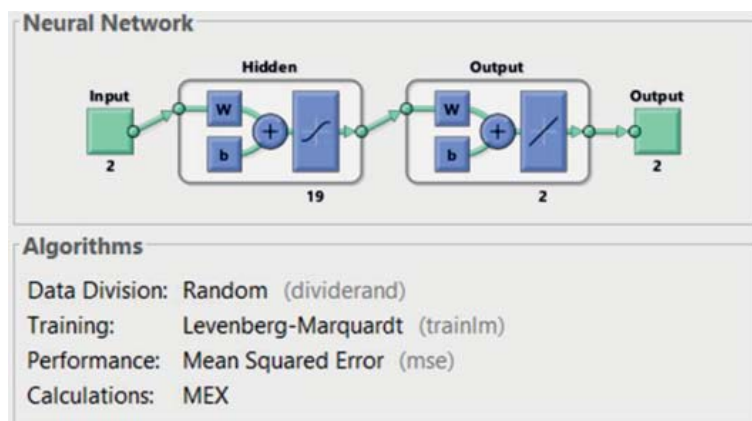 Neural Network
Hidden
Output
Input
W
b
+
W
b
+
Output
2
19
2
2
Algorithms
Data Division: Random (dividerand)
Training: Levenberg-Marquardt (trainlm)
Performance: Mean Squared Error (mse)
Calculations: MEX